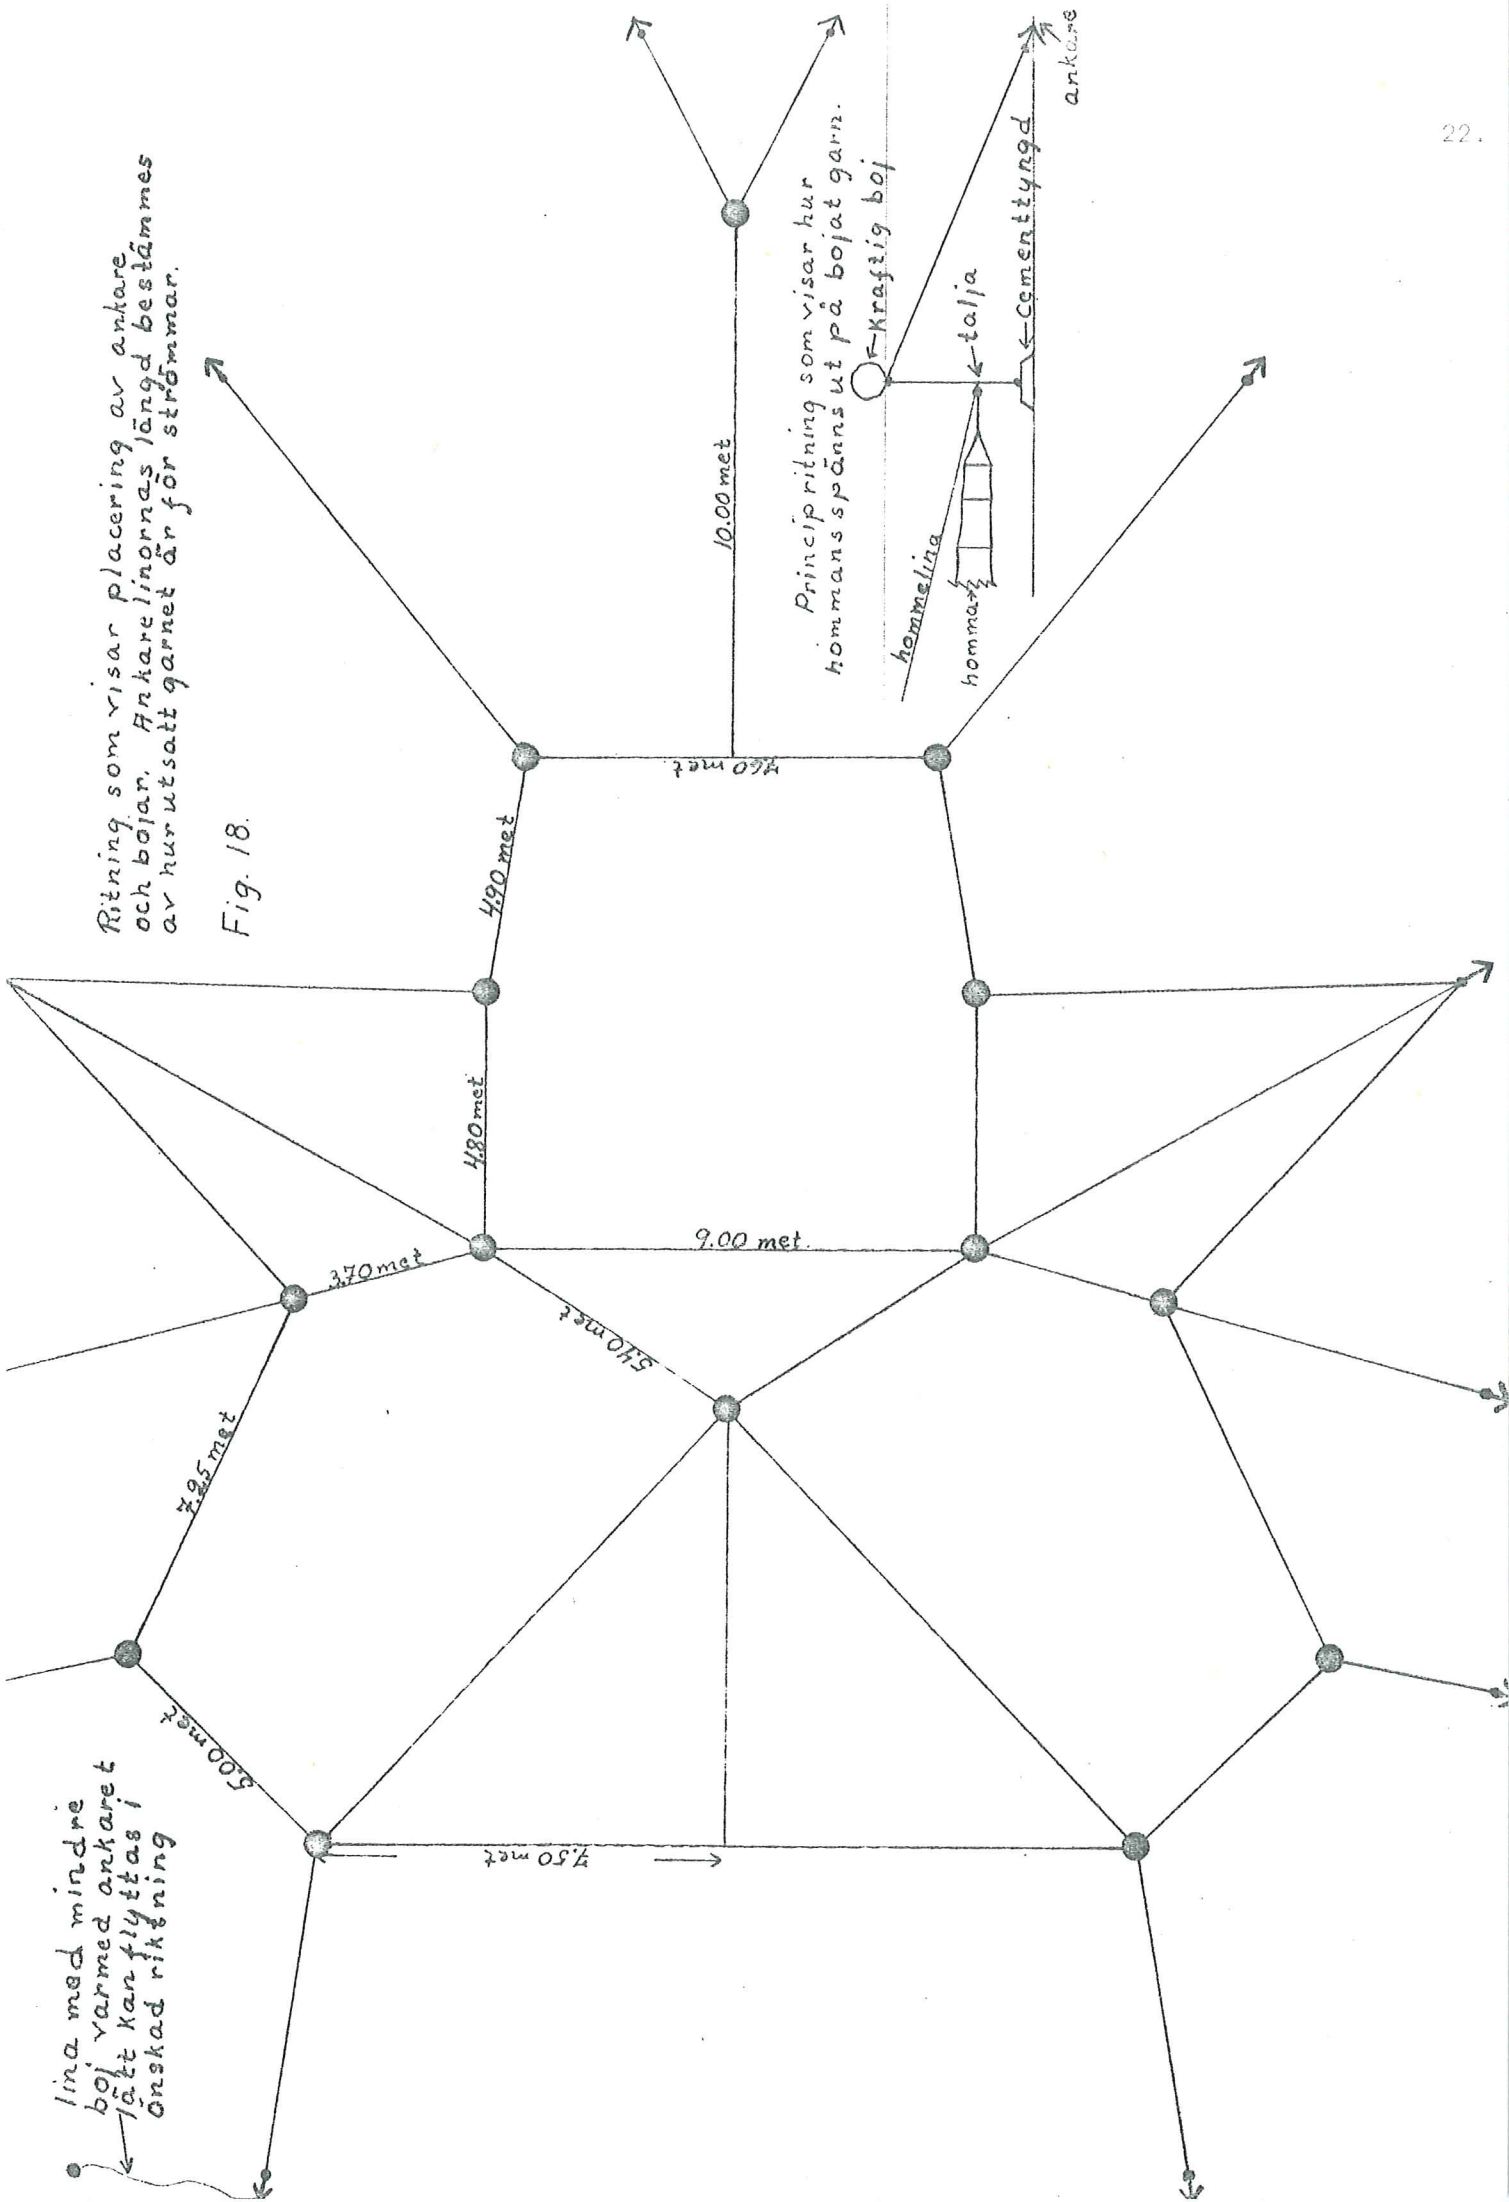 Ritning som visar placering av ankare
och bojar. Ankarelinornas längd bestämmes
av hur utsatt garnet är för strömmar.
Fig. 18.
lina med mindre
boj varmed ankaret
lätt kan flyttas i
önskad riktning
5.00 met
7.25 met
3.70 met
4.80 met
4.90 met
5.40 met
9.00 met.
7.60 met.
10.00 met
7.50 met
Principritning som visar hur
hommans spänns ut på bojat garn.
Kraftig boj
hommelina
homma
talja
cementtyngd
ankare
22.